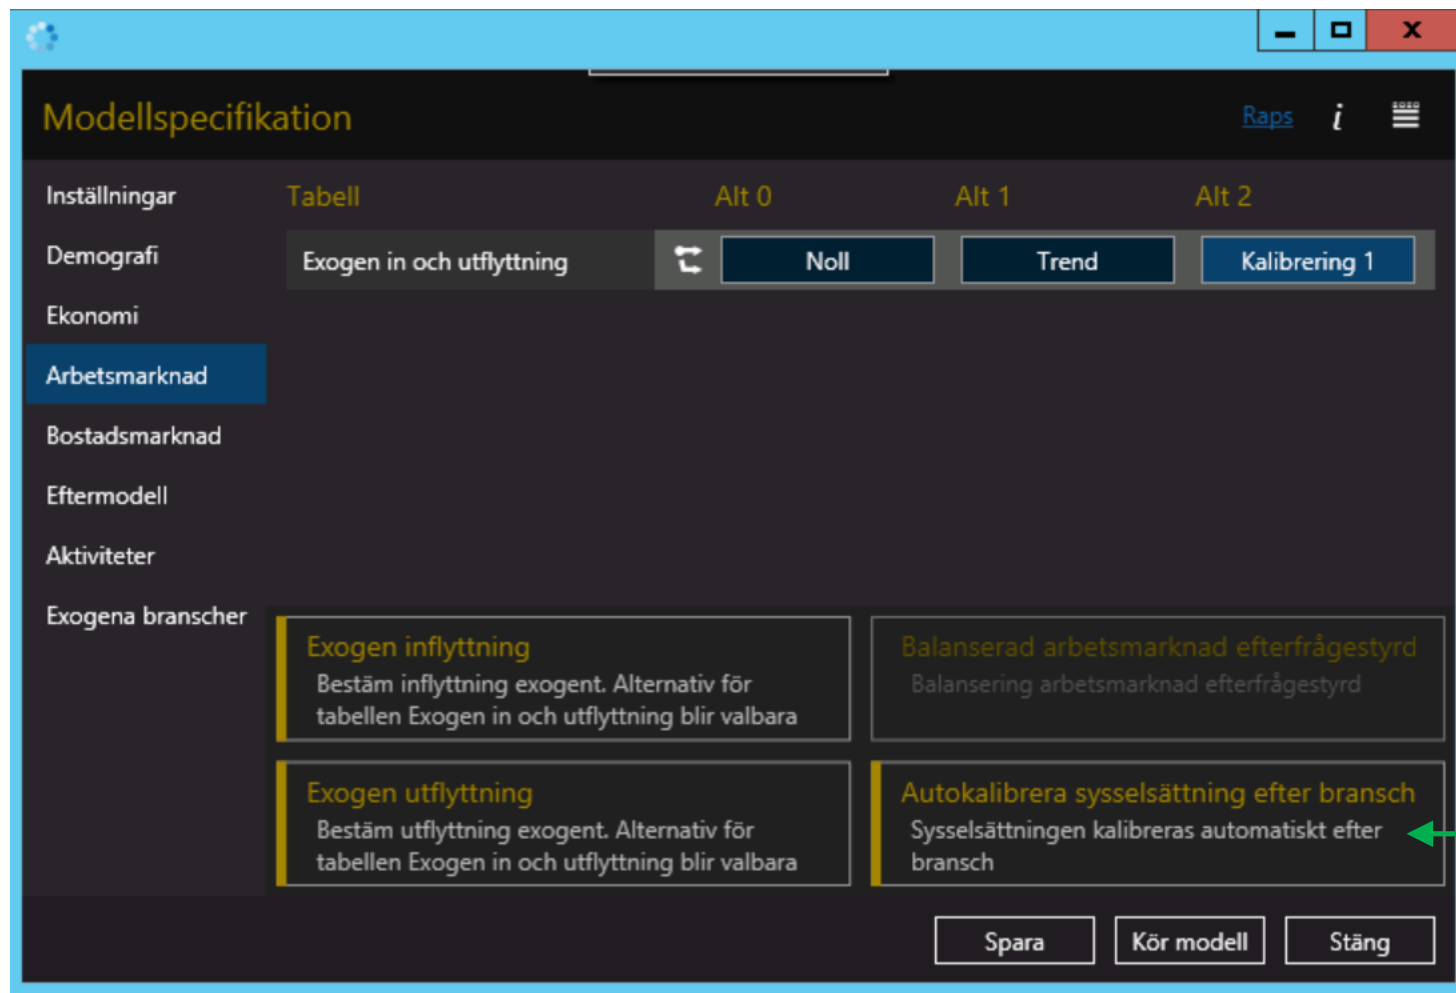 Modellspecifikation
Raps i
Inställningar
Demografi
Ekonomi
Arbetsmarknad
Bostadsmarknad
Eftermodell
Aktiviteter
Exogena branscher
Tabell Alt 0 Alt 1 Alt 2
Exogen in och utflyttning Noll Trend Kalibrering 1
Exogen inflyttning
Bestäm inflyttning exogent. Alternativ för
tabellen Exogen in och utflyttning blir valbara
Balanserad arbetsmarknad efterfrågestyrd
Balansering arbetsmarknad efterfrågestyrd
Exogen utflyttning
Bestäm utflyttning exogent. Alternativ för
tabellen Exogen in och utflyttning blir valbara
Autokalibrera sysselsättning efter bransch
Sysselsättningen kalibreras automatiskt efter
bransch
Spara Kör modell Stäng